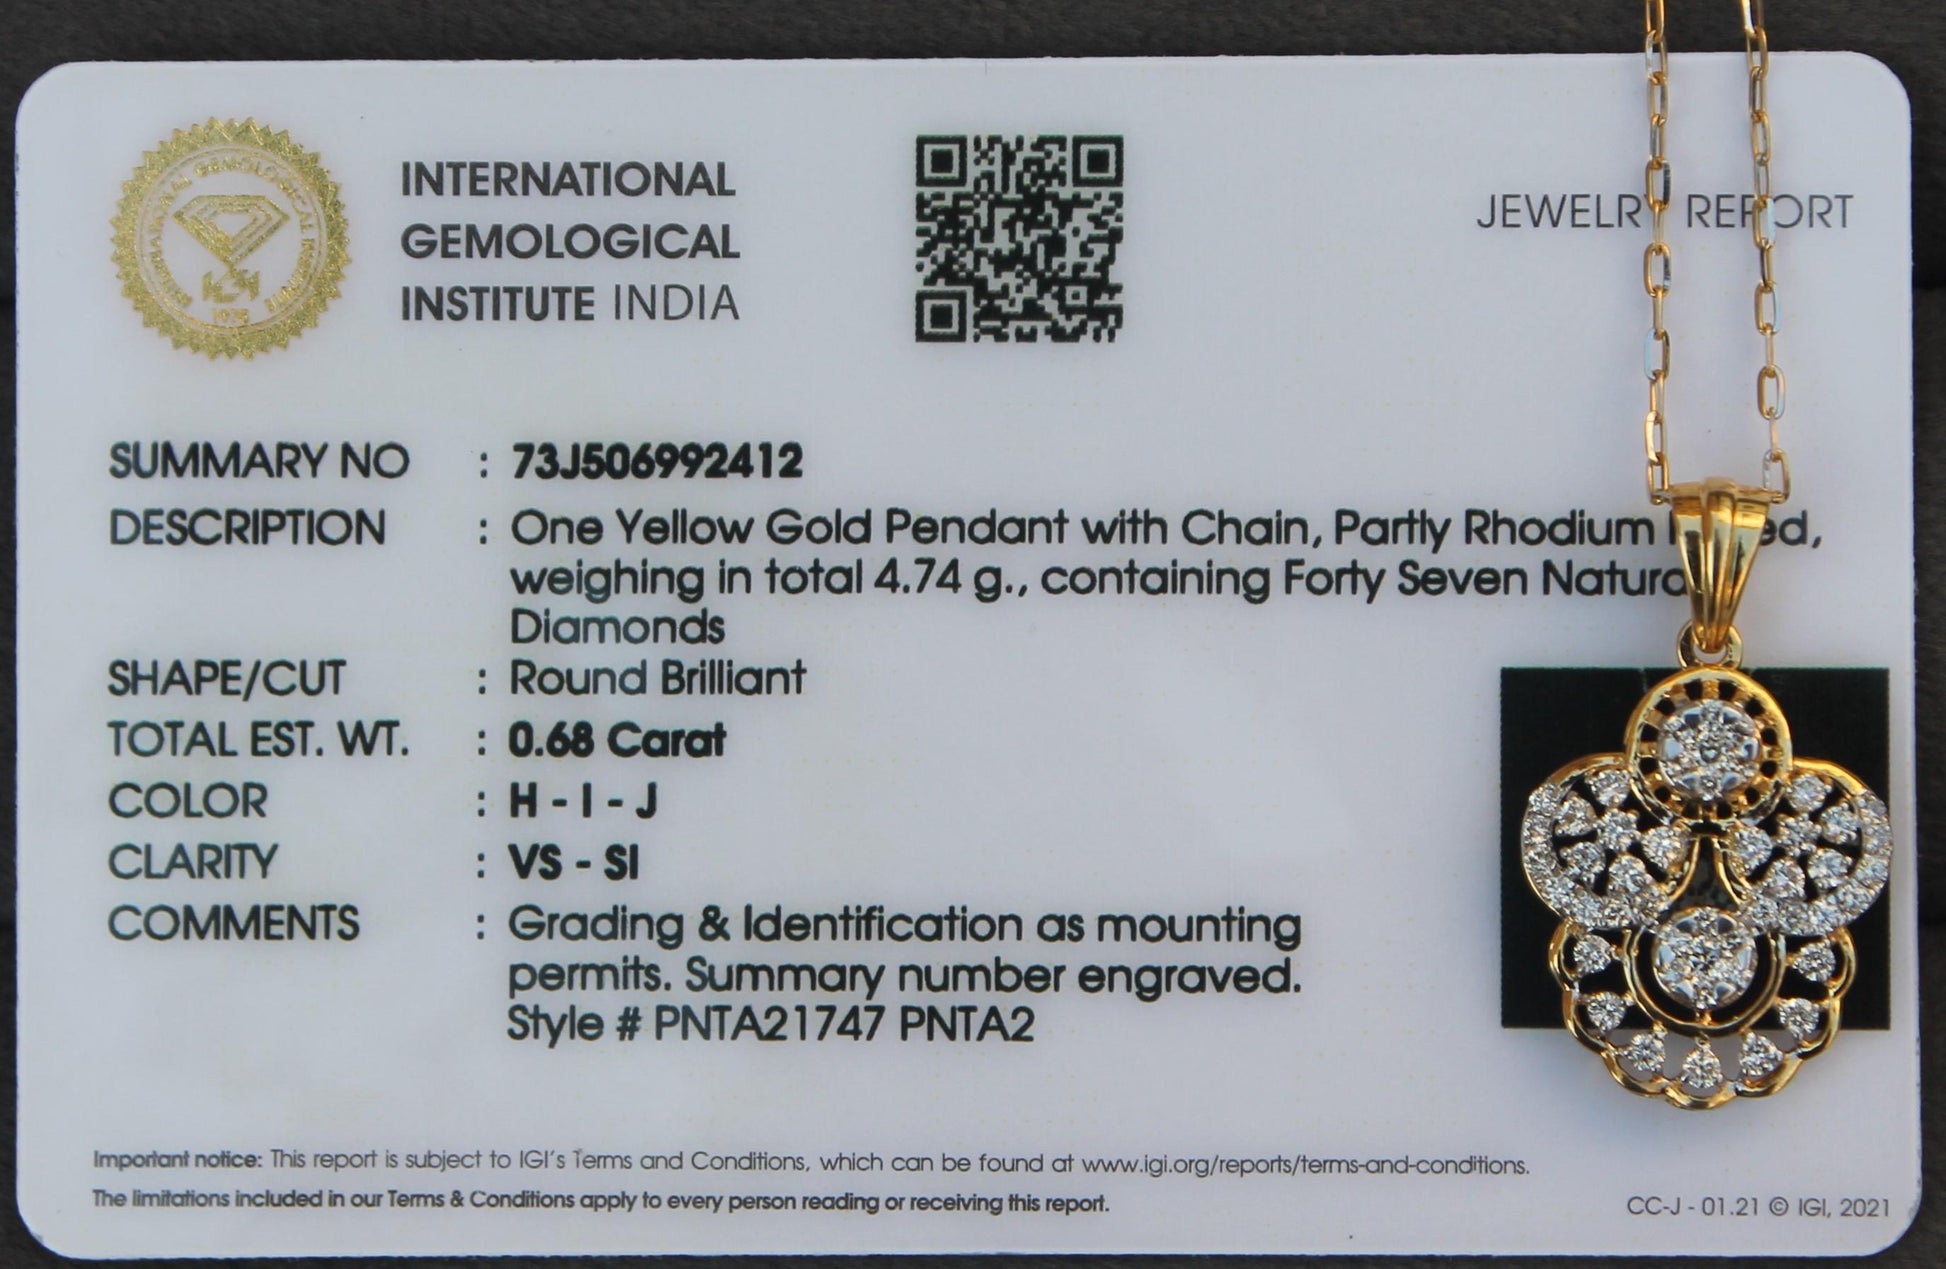 INTERNATIONAL
GEMOLOGICAL
INSTITUTE INDIA
JEWELRY REPORT
SUMMARY NO : 73J506992412
DESCRIPTION : One Yellow Gold Pendant with Chain, Partly Rhodium
weighing in total 4.74 g., containing Forty Seven Natural
Diamonds
SHAPE/CUT : Round Brilliant
TOTAL EST. WT. : 0.68 Carat
COLOR : H - I - J
CLARITY : VS - SI
COMMENTS : Grading & Identification as mounting
permits. Summary number engraved.
Style # PNTA21747 PNTA2
Important notice: This report is subject to IGI's Terms and Conditions, which can be found at www.igi.org/reports/terms-and-conditions.
The limitations included in our Terms & Conditions apply to every person reading or receiving this report.
CC-J - 01.21 © IGI, 2021